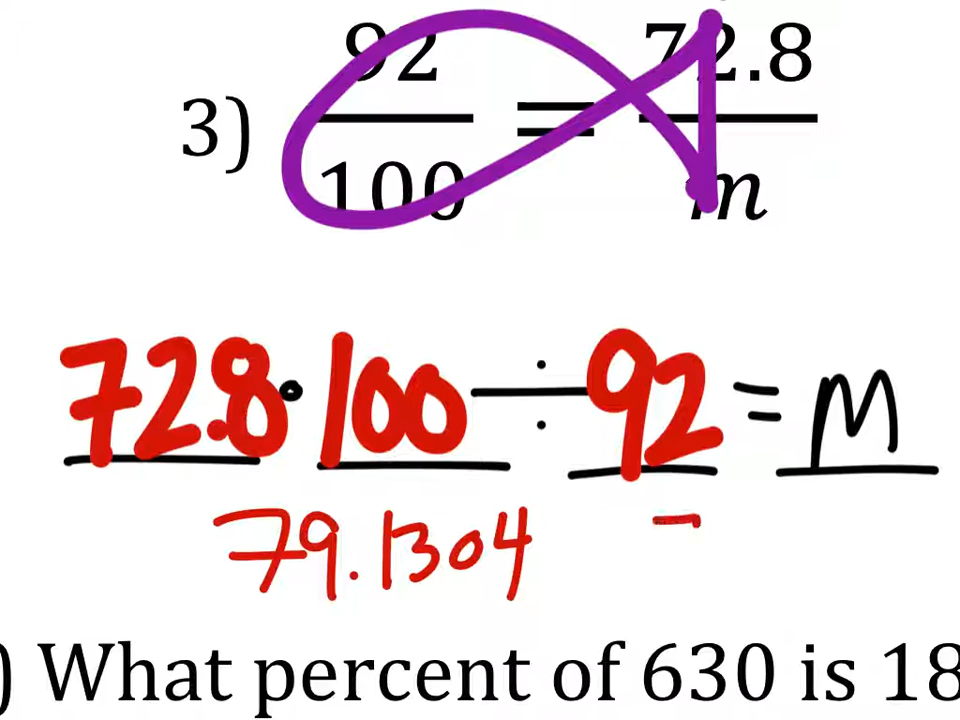 92 72.8
3) =
100 m
72.8 · 100 ÷ 92 = M
79.1304
) What percent of 630 is 18